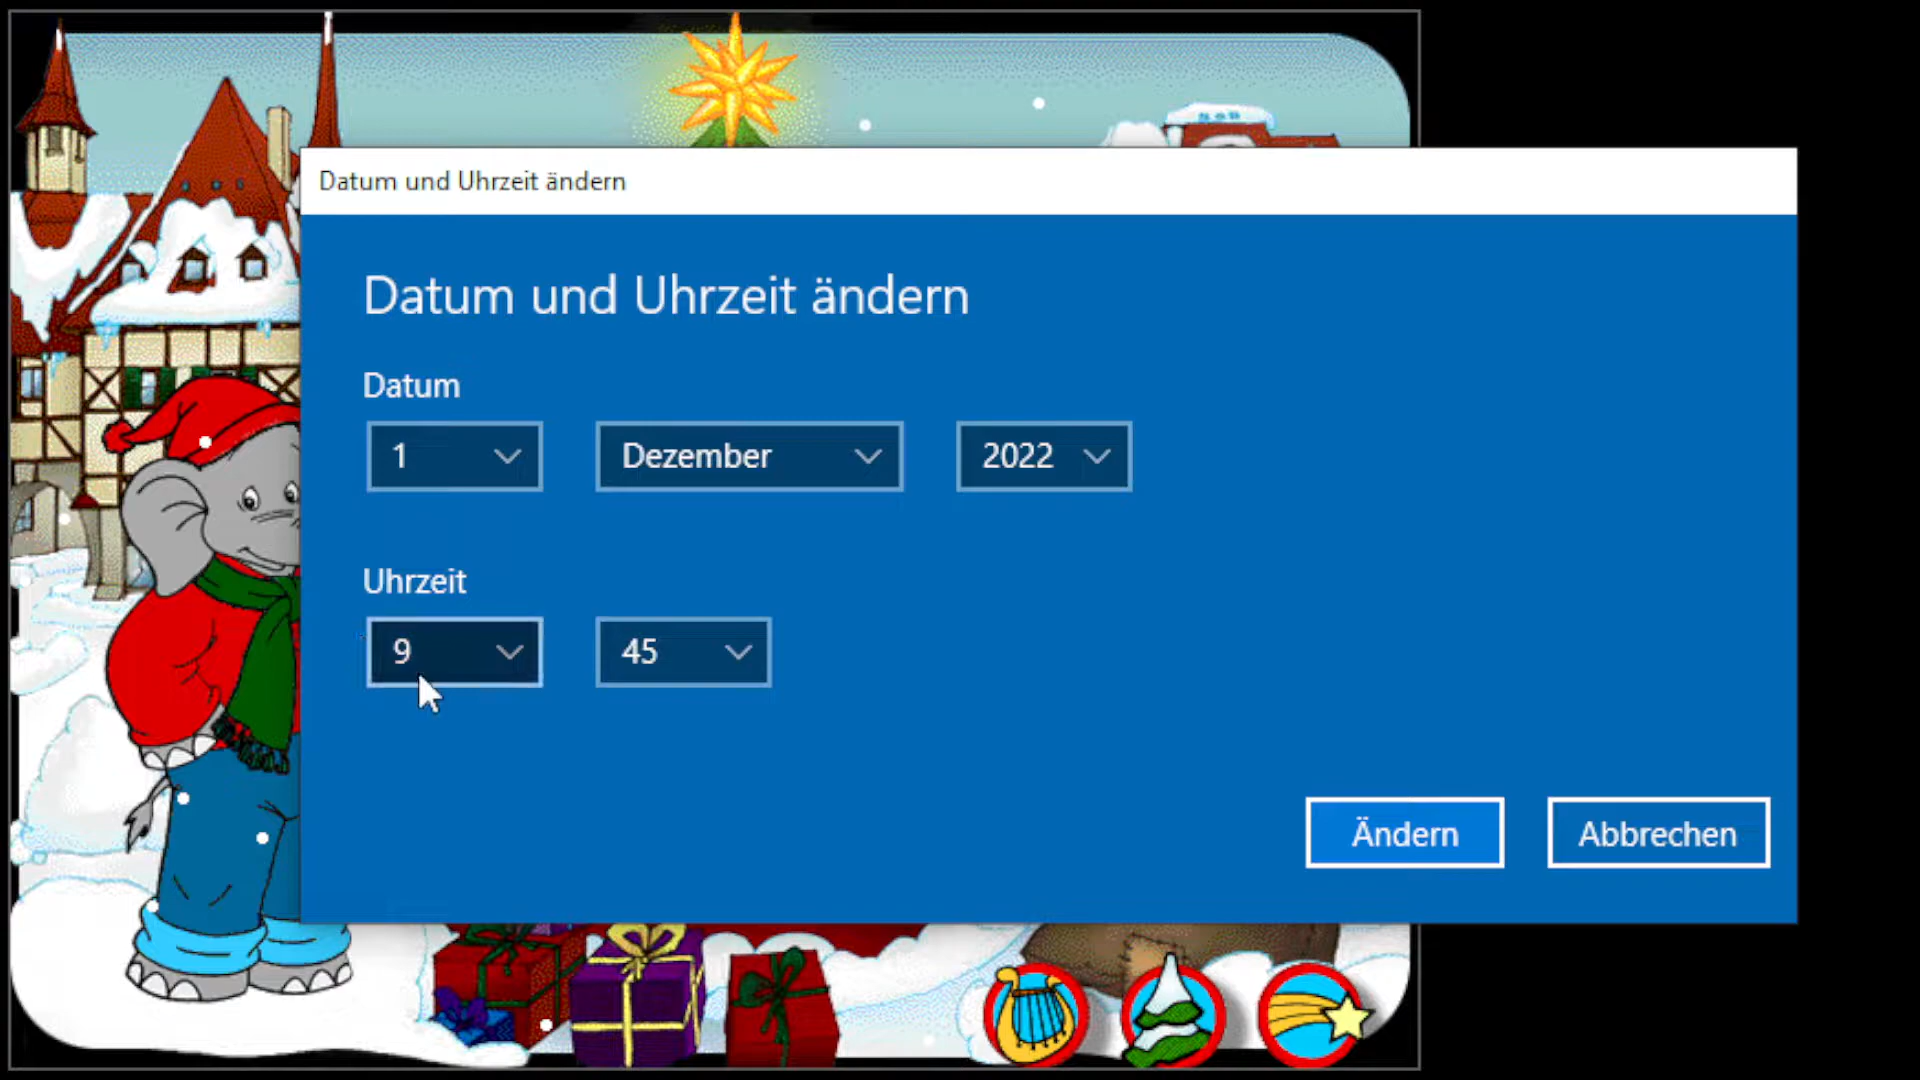 Datum und Uhrzeit ändern
Datum und Uhrzeit ändern
Datum
1 Dezember 2022
Uhrzeit
9 45
Ändern Abbrechen